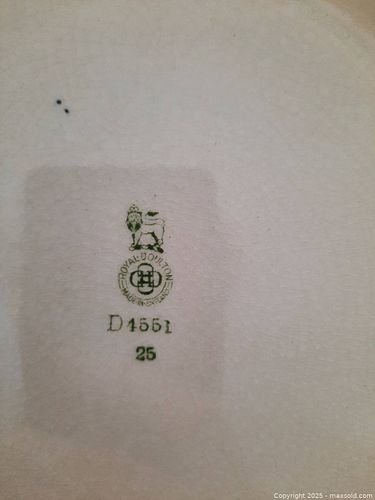 ROYAL DOULTON
MADE IN ENGLAND
D4551
25
Copyright © 2025 - maxsold.com